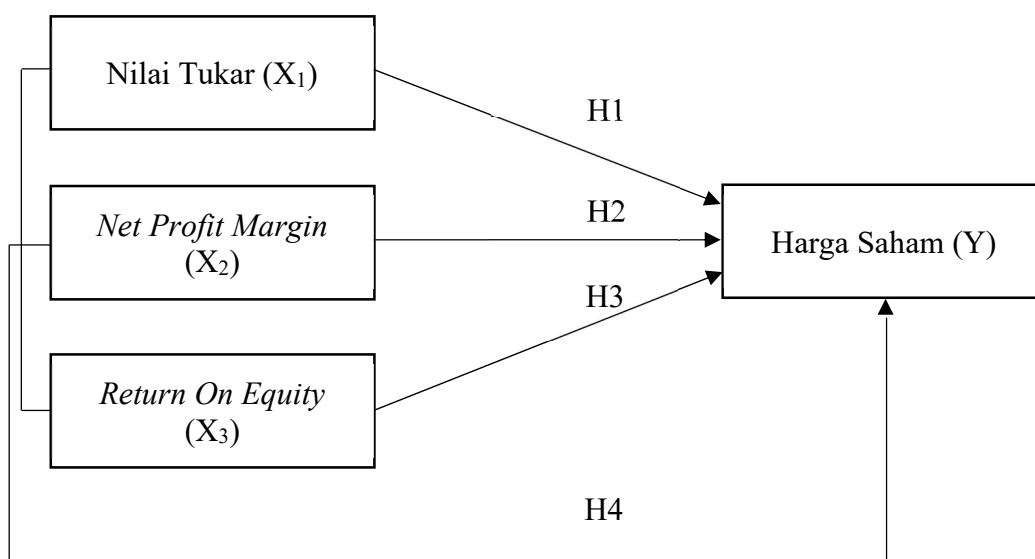 Nilai Tukar (X₁)
H1
Net Profit Margin
(X₂)
H2
Harga Saham (Y)
H3
Return On Equity
(X₃)
H4